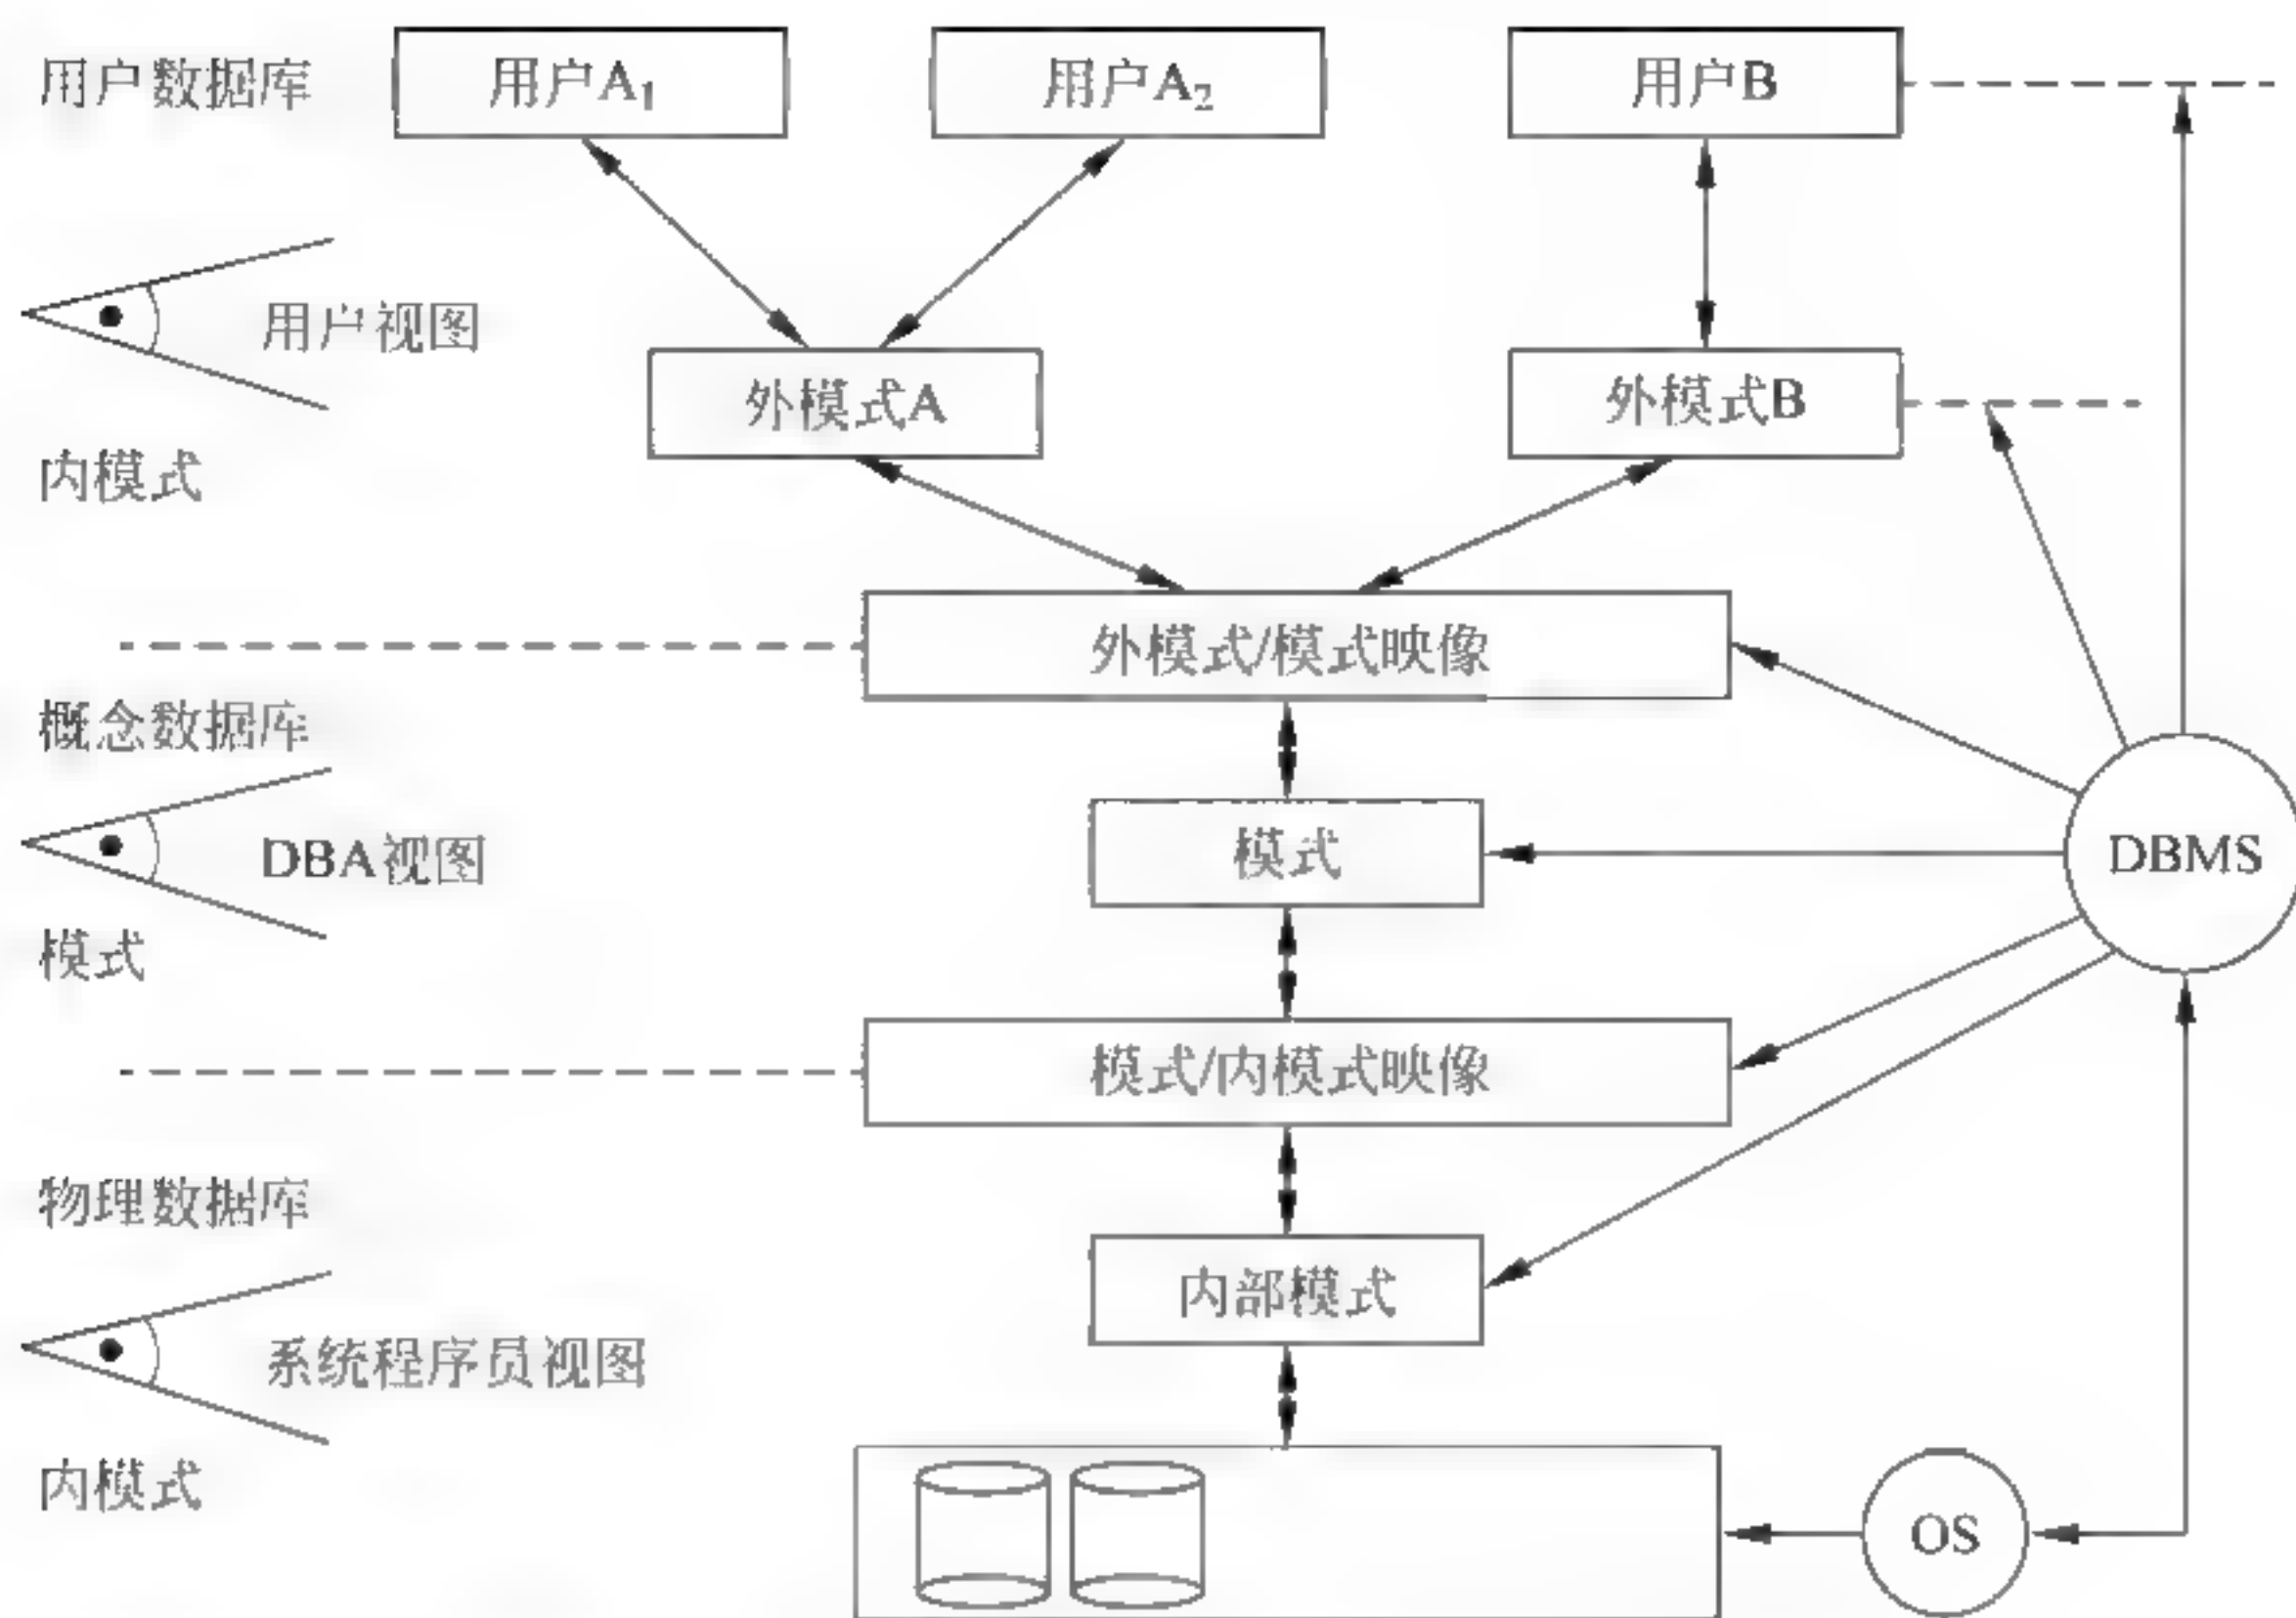 用户数据库
用户A₁
用户A₂
用户B
用户视图
外模式A
外模式B
内模式
外模式/模式映像
概念数据库
DBA视图
模式
DBMS
模式
模式/内模式映像
物理数据库
内部模式
系统程序员视图
内模式
OS